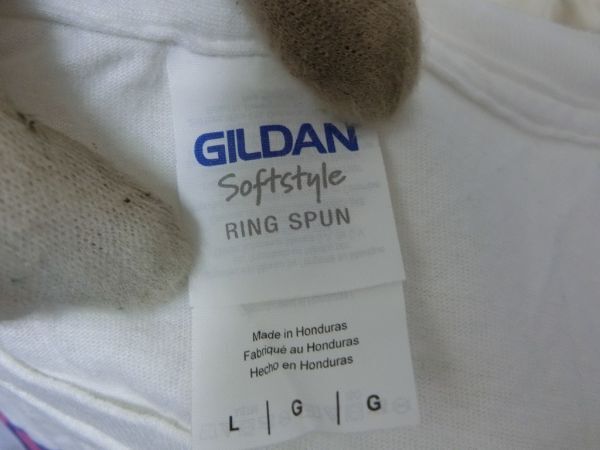 GILDAN
Softstyle
RING SPUN
Made in Honduras
Fabriqué au Honduras
Hecho en Honduras
L | G | G